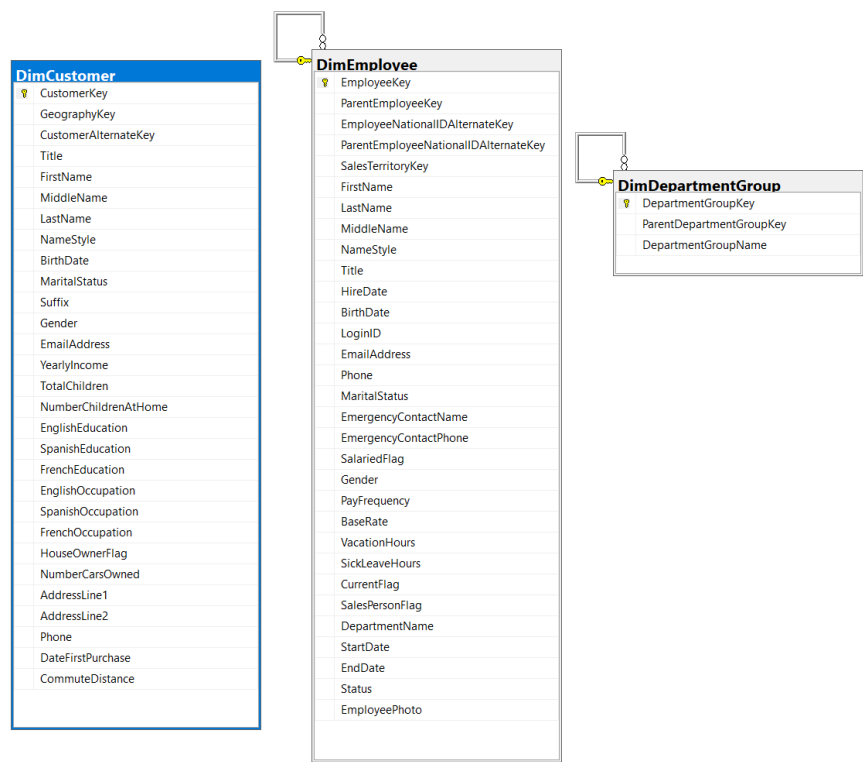 DimCustomer
CustomerKey
GeographyKey
CustomerAlternateKey
Title
FirstName
MiddleName
LastName
NameStyle
BirthDate
MaritalStatus
Suffix
Gender
EmailAddress
YearlyIncome
TotalChildren
NumberChildrenAtHome
EnglishEducation
SpanishEducation
FrenchEducation
EnglishOccupation
SpanishOccupation
FrenchOccupation
HouseOwnerFlag
NumberCarsOwned
AddressLine1
AddressLine2
Phone
DateFirstPurchase
CommuteDistance
DimEmployee
EmployeeKey
ParentEmployeeKey
EmployeeNationalIDAlternateKey
ParentEmployeeNationalIDAlternateKey
SalesTerritoryKey
FirstName
LastName
MiddleName
NameStyle
Title
HireDate
BirthDate
LoginID
EmailAddress
Phone
MaritalStatus
EmergencyContactName
EmergencyContactPhone
SalariedFlag
Gender
PayFrequency
BaseRate
VacationHours
SickLeaveHours
CurrentFlag
SalesPersonFlag
DepartmentName
StartDate
EndDate
Status
EmployeePhoto
DimDepartmentGroup
DepartmentGroupKey
ParentDepartmentGroupKey
DepartmentGroupName